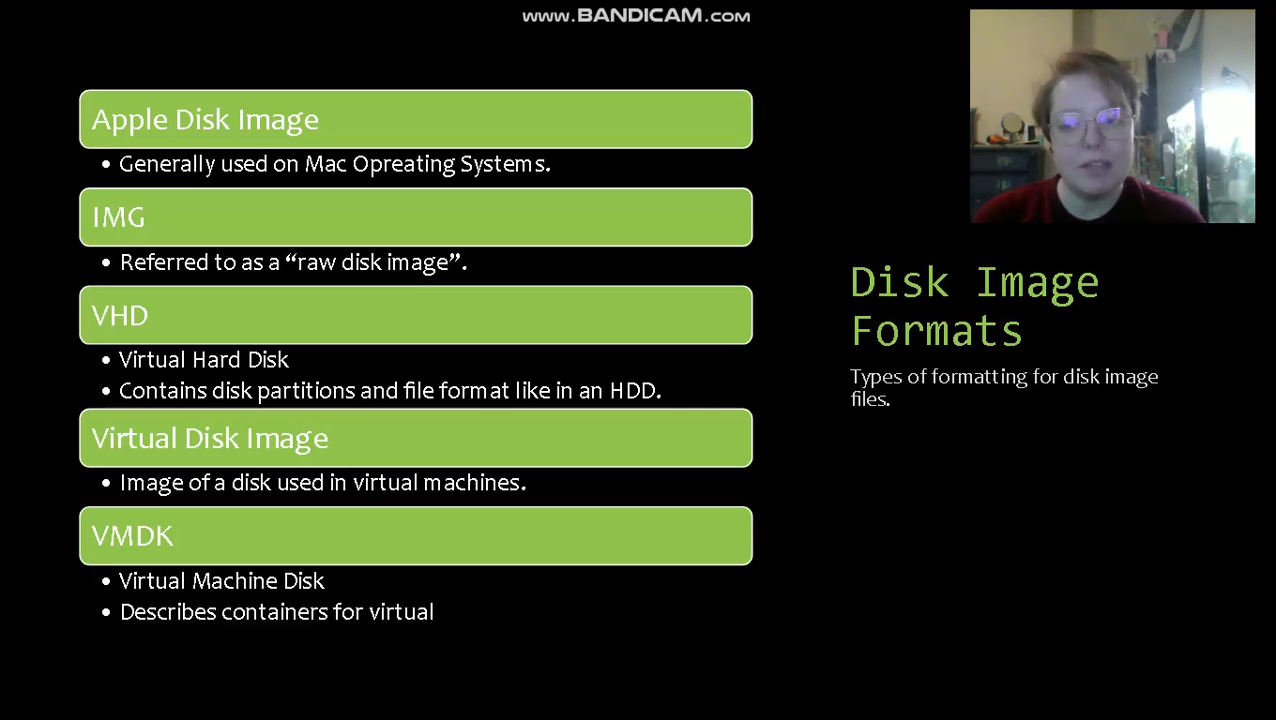 www.BANDICAM.com
Apple Disk Image
• Generally used on Mac Opreating Systems.
IMG
• Referred to as a “raw disk image”.
VHD
• Virtual Hard Disk
• Contains disk partitions and file format like in an HDD.
Virtual Disk Image
• Image of a disk used in virtual machines.
VMDK
• Virtual Machine Disk
• Describes containers for virtual
Disk Image
Formats
Types of formatting for disk image
files.